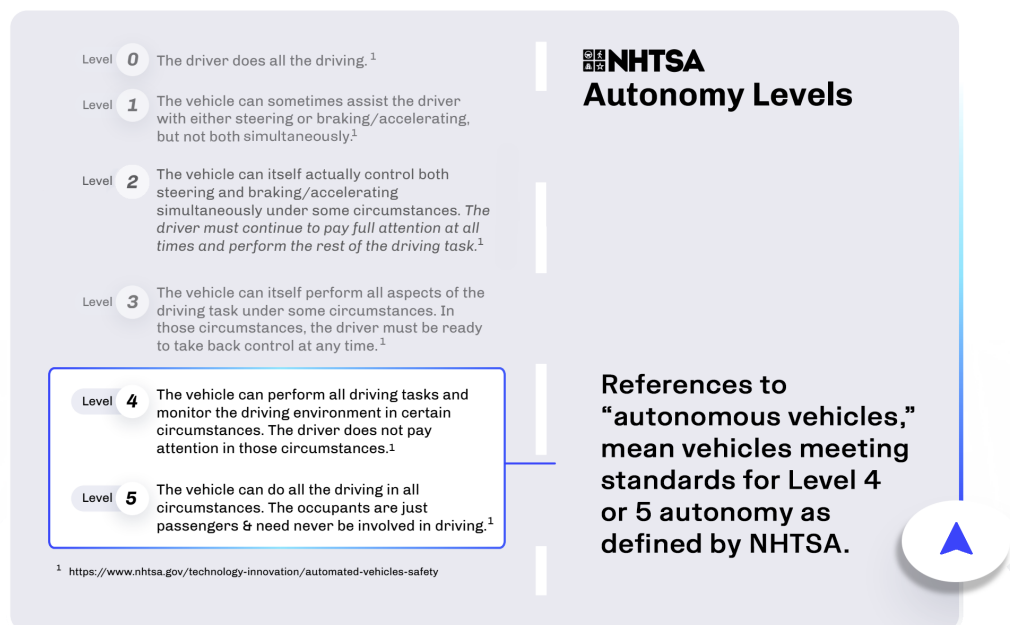 Level 0 The driver does all the driving. 1
Level 1 The vehicle can sometimes assist the driver
with either steering or braking/accelerating,
but not both simultaneously.1
Level 2 The vehicle can itself actually control both
steering and braking/accelerating
simultaneously under some circumstances. The
driver must continue to pay full attention at all
times and perform the rest of the driving task.1
Level 3 The vehicle can itself perform all aspects of the
driving task under some circumstances. In
those circumstances, the driver must be ready
to take back control at any time.1
Level 4 The vehicle can perform all driving tasks and
monitor the driving environment in certain
circumstances. The driver does not pay
attention in those circumstances.1
Level 5 The vehicle can do all the driving in all
circumstances. The occupants are just
passengers & need never be involved in driving.1
1 https://www.nhtsa.gov/technology-innovation/automated-vehicles-safety
NHTSA
Autonomy Levels
References to
“autonomous vehicles,”
mean vehicles meeting
standards for Level 4
or 5 autonomy as
defined by NHTSA.